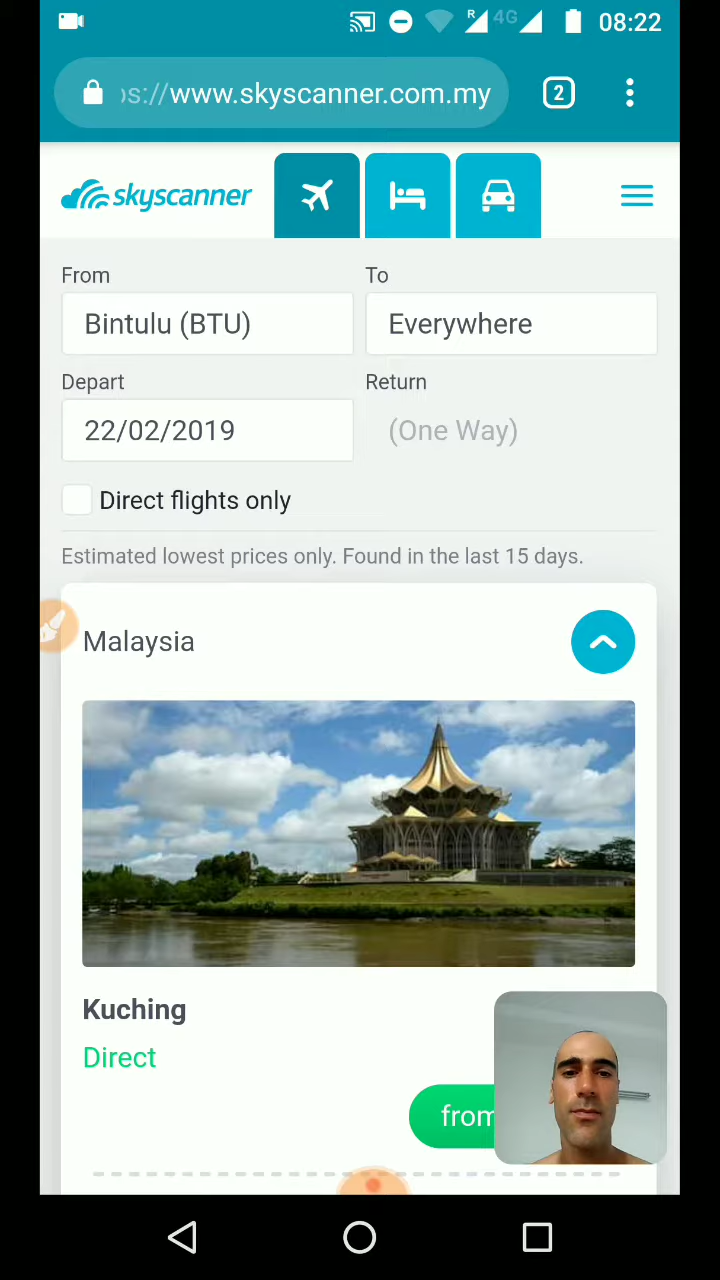 R 4G 08:22
ps://www.skyscanner.com.my 2
skyscanner
From To
Bintulu (BTU) Everywhere
Depart Return
22/02/2019 (One Way)
Direct flights only
Estimated lowest prices only. Found in the last 15 days.
Malaysia
Kuching
Direct
from